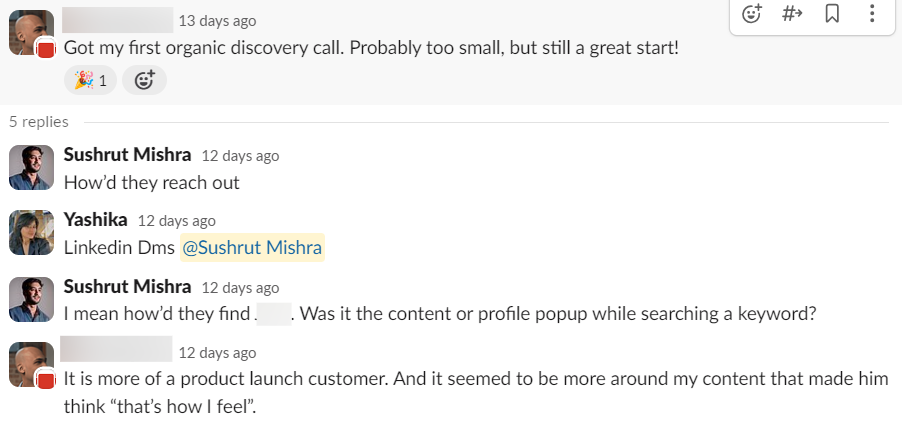 13 days ago
Got my first organic discovery call. Probably too small, but still a great start!
🎉 1
5 replies
Sushrut Mishra 12 days ago
How'd they reach out
Yashika 12 days ago
Linkedin Dms @Sushrut Mishra
Sushrut Mishra 12 days ago
I mean how'd they find . Was it the content or profile popup while searching a keyword?
12 days ago
It is more of a product launch customer. And it seemed to be more around my content that made him
think “that's how I feel”.